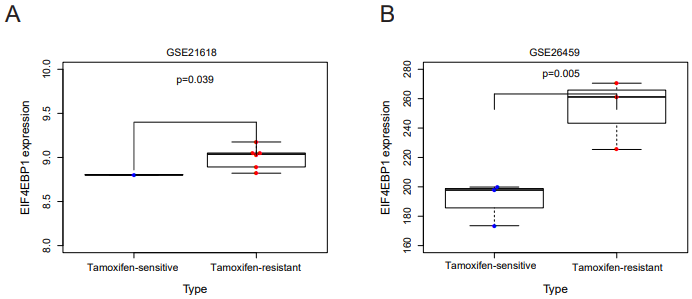 A
GSE21618
p=0.039
EIF4EBP1 expression
10.0
9.5
9.0
8.5
8.0
Tamoxifen-sensitive
Tamoxifen-resistant
Type
B
GSE26459
p=0.005
EIF4EBP1 expression
280
260
240
220
200
180
160
Tamoxifen-sensitive
Tamoxifen-resistant
Type